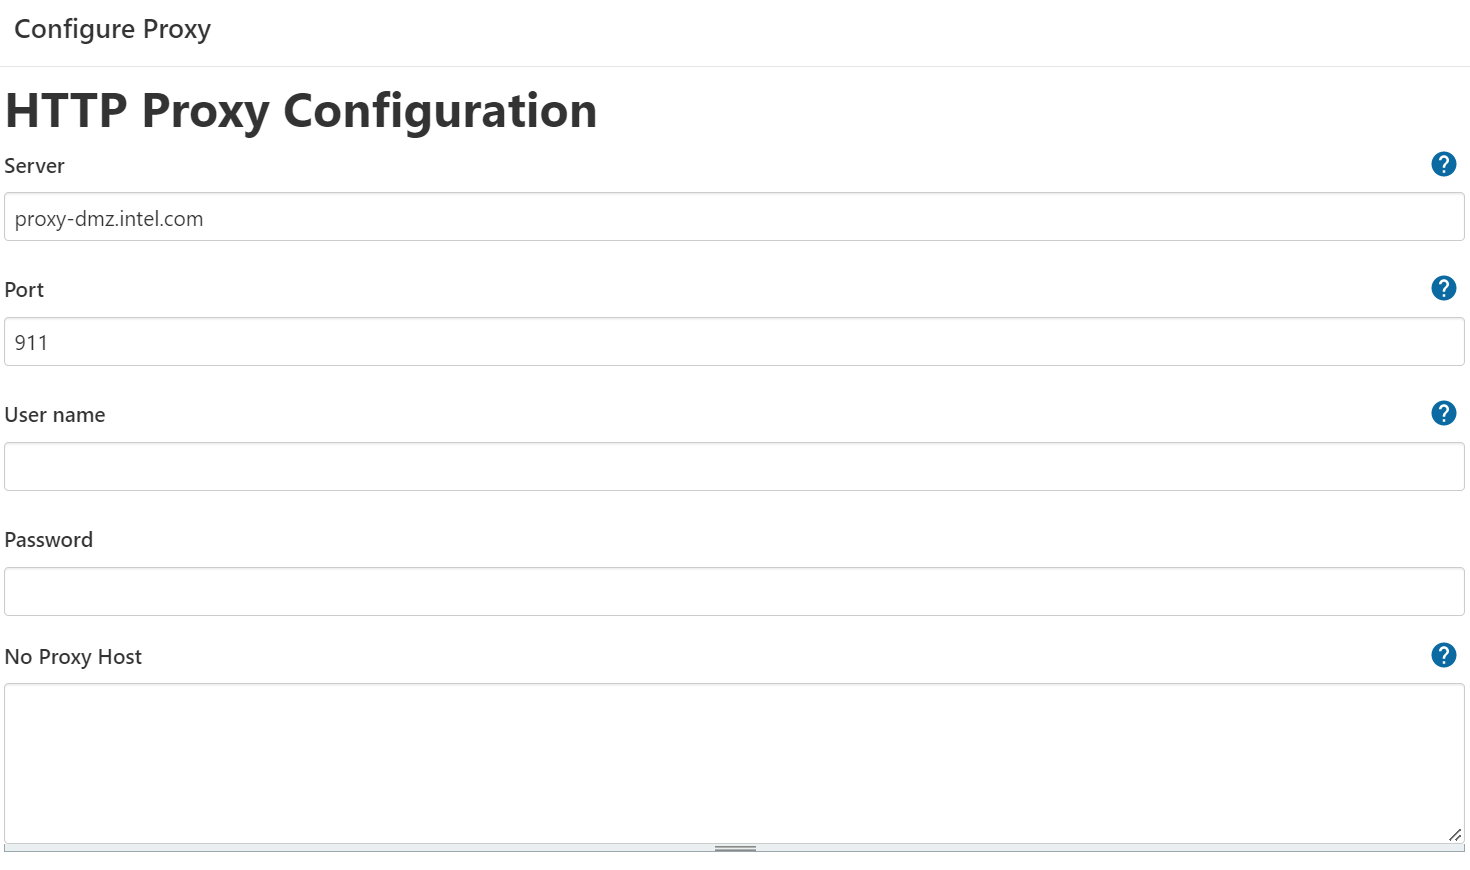 Configure Proxy
HTTP Proxy Configuration
Server
?
proxy-dmz.intel.com
Port
?
911
User name
?
Password
No Proxy Host
?